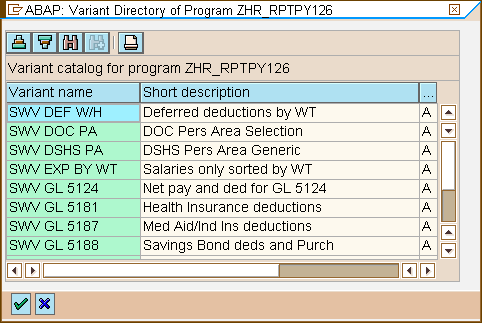 ABAP: Variant Directory of Program ZHR_RPTPY126
Variant catalog for program ZHR_RPTPY126
Variant name Short description ...
SWV DEF W/H Deferred deductions by WT A
SWV DOC PA DOC Pers Area Selection A
SWV DSHS PA DSHS Pers Area Generic A
SWV EXP BY WT Salaries only sorted by WT A
SWV GL 5124 Net pay and ded for GL 5124 A
SWV GL 5181 Health Insurance deductions A
SWV GL 5187 Med Aid/Ind Ins deductions A
SWV GL 5188 Savings Bond deds and Purch A